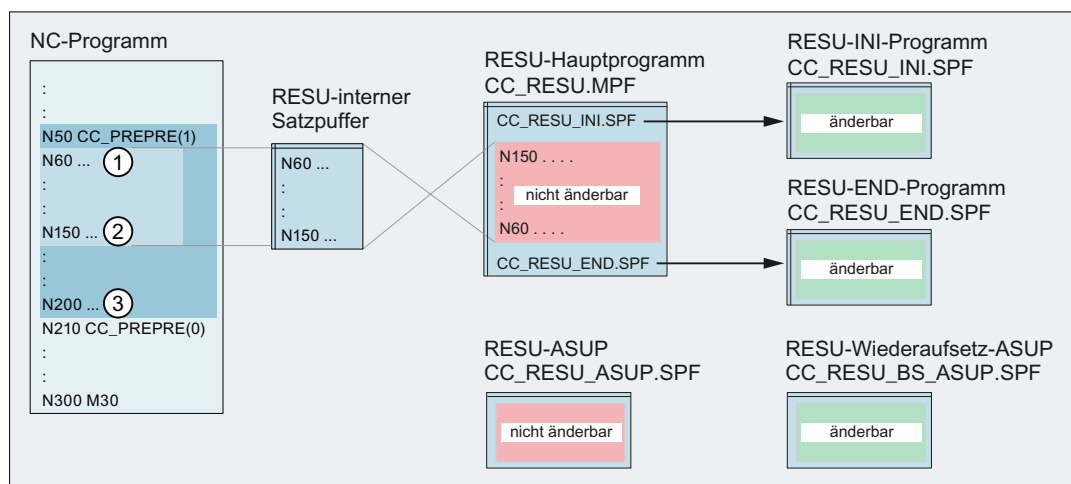 NC-Programm
:
:
N50 CC_PREPRE(1)
N60 ... 1
:
:
N150 ... 2
:
:
N200 ... 3
N210 CC_PREPRE(0)
:
:
N300 M30
RESU-interner
Satzpuffer
N60 ...
:
:
N150 ...
RESU-Hauptprogramm
CC_RESU.MPF
CC_RESU_INI.SPF
N150 . . . .
:
nicht änderbar
:
N60 . . . .
CC_RESU_END.SPF
RESU-INI-Programm
CC_RESU_INI.SPF
änderbar
RESU-END-Programm
CC_RESU_END.SPF
änderbar
RESU-ASUP
CC_RESU_ASUP.SPF
nicht änderbar
RESU-Wiederaufsetz-ASUP
CC_RESU_BS_ASUP.SPF
änderbar